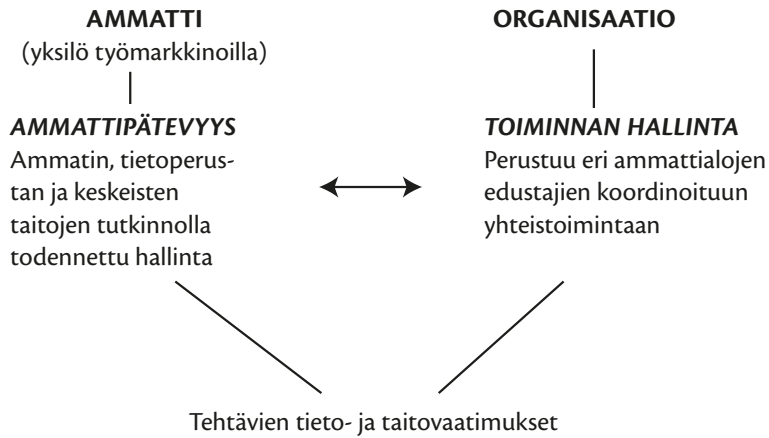 AMMATTI
(yksilö työmarkkinoilla)
ORGANISAATIO
AMMATTIPÄTEVYYS
Ammatin, tietoperus-
tan ja keskeisten
taitojen tutkinnolla
todennettu hallinta
TOIMINNAN HALLINTA
Perustuu eri ammattialojen
edustajien koordinoituun
yhteistoimintaan
Tehtävien tieto- ja taitovaatimukset